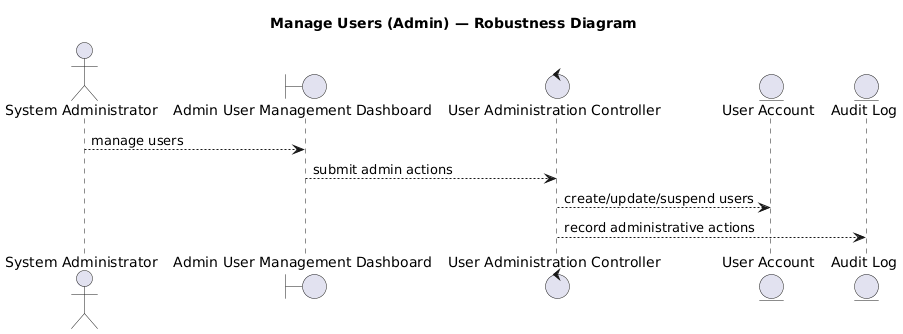 Manage Users (Admin) — Robustness Diagram
System Administrator Admin User Management Dashboard User Administration Controller User Account Audit Log
manage users
submit admin actions
create/update/suspend users
record administrative actions
System Administrator Admin User Management Dashboard User Administration Controller User Account Audit Log